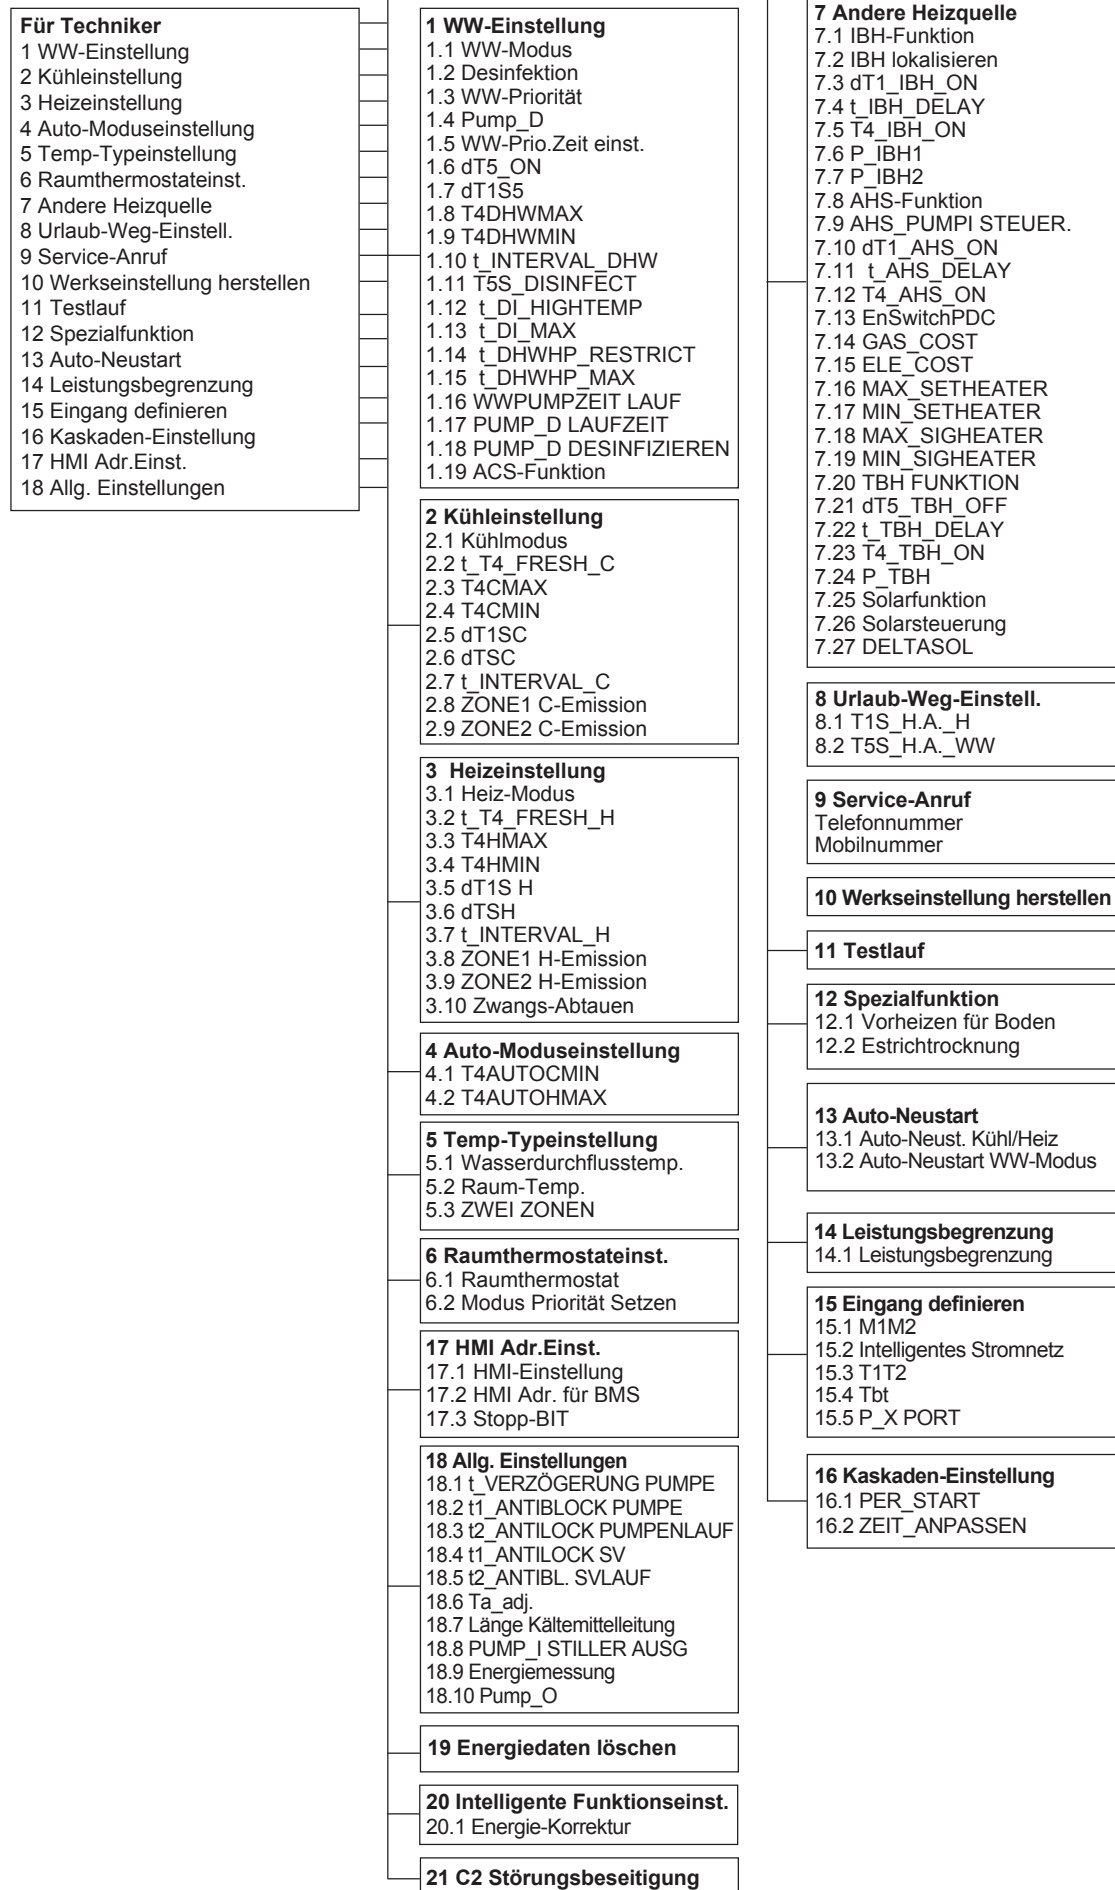 Für Techniker
1 WW-Einstellung
2 Kühleinstellung
3 Heizeinstellung
4 Auto-Moduseinstellung
5 Temp-Typeinstellung
6 Raumthermostateinst.
7 Andere Heizquelle
8 Urlaub-Weg-Einstell.
9 Service-Anruf
10 Werkseinstellung herstellen
11 Testlauf
12 Spezialfunktion
13 Auto-Neustart
14 Leistungsbegrenzung
15 Eingang definieren
16 Kaskaden-Einstellung
17 HMI Adr.Einst.
18 Allg. Einstellungen
1 WW-Einstellung
1.1 WW-Modus
1.2 Desinfektion
1.3 WW-Priorität
1.4 Pump_D
1.5 WW-Prio.Zeit einst.
1.6 dT5_ON
1.7 dT1S5
1.8 T4DHWMAX
1.9 T4DHWMIN
1.10 t_INTERVAL_DHW
1.11 T5S_DISINFECT
1.12 t_DI_HIGHTEMP
1.13 t_DI_MAX
1.14 t_DHWHP_RESTRICT
1.15 t_DHWHP_MAX
1.16 WWPUMPZEIT LAUF
1.17 PUMP_D LAUFZEIT
1.18 PUMP_D DESINFIZIEREN
1.19 ACS-Funktion
2 Kühleinstellung
2.1 Kühlmodus
2.2 t_T4_FRESH_C
2.3 T4CMAX
2.4 T4CMIN
2.5 dT1SC
2.6 dTSC
2.7 t_INTERVAL_C
2.8 ZONE1 C-Emission
2.9 ZONE2 C-Emission
3 Heizeinstellung
3.1 Heiz-Modus
3.2 t_T4_FRESH_H
3.3 T4HMAX
3.4 T4HMIN
3.5 dT1S H
3.6 dTSH
3.7 t_INTERVAL_H
3.8 ZONE1 H-Emission
3.9 ZONE2 H-Emission
3.10 Zwangs-Abtauen
4 Auto-Moduseinstellung
4.1 T4AUTOCMIN
4.2 T4AUTOHMAX
5 Temp-Typeinstellung
5.1 Wasserdurchflusstemp.
5.2 Raum-Temp.
5.3 ZWEI ZONEN
6 Raumthermostateinst.
6.1 Raumthermostat
6.2 Modus Priorität Setzen
17 HMI Adr.Einst.
17.1 HMI-Einstellung
17.2 HMI Adr. für BMS
17.3 Stopp-BIT
18 Allg. Einstellungen
18.1 t_VERZÖGERUNG PUMPE
18.2 t1_ANTIBLOCK PUMPE
18.3 t2_ANTILOCK PUMPENLAUF
18.4 t1_ANTILOCK SV
18.5 t2_ANTIBL. SVLAUF
18.6 Ta_adj.
18.7 Länge Kältemittelleitung
18.8 PUMP_I STILLER AUSG
18.9 Energiemessung
18.10 Pump_O
19 Energiedaten löschen
20 Intelligente Funktionseinst.
20.1 Energie-Korrektur
21 C2 Störungsbeseitigung
7 Andere Heizquelle
7.1 IBH-Funktion
7.2 IBH lokalisieren
7.3 dT1_IBH_ON
7.4 t_IBH_DELAY
7.5 T4_IBH_ON
7.6 P_IBH1
7.7 P_IBH2
7.8 AHS-Funktion
7.9 AHS_PUMPI STEUER.
7.10 dT1_AHS_ON
7.11 t_AHS_DELAY
7.12 T4_AHS_ON
7.13 EnSwitchPDC
7.14 GAS_COST
7.15 ELE_COST
7.16 MAX_SETHEATER
7.17 MIN_SETHEATER
7.18 MAX_SIGHEATER
7.19 MIN_SIGHEATER
7.20 TBH FUNKTION
7.21 dT5_TBH_OFF
7.22 t_TBH_DELAY
7.23 T4_TBH_ON
7.24 P_TBH
7.25 Solarfunktion
7.26 Solarsteuerung
7.27 DELTASOL
8 Urlaub-Weg-Einstell.
8.1 T1S_H.A._H
8.2 T5S_H.A._WW
9 Service-Anruf
Telefonnummer
Mobilnummer
10 Werkseinstellung herstellen
11 Testlauf
12 Spezialfunktion
12.1 Vorheizen für Boden
12.2 Estrichtrocknung
13 Auto-Neustart
13.1 Auto-Neust. Kühl/Heiz
13.2 Auto-Neustart WW-Modus
14 Leistungsbegrenzung
14.1 Leistungsbegrenzung
15 Eingang definieren
15.1 M1M2
15.2 Intelligentes Stromnetz
15.3 T1T2
15.4 Tbt
15.5 P_X PORT
16 Kaskaden-Einstellung
16.1 PER_START
16.2 ZEIT_ANPASSEN